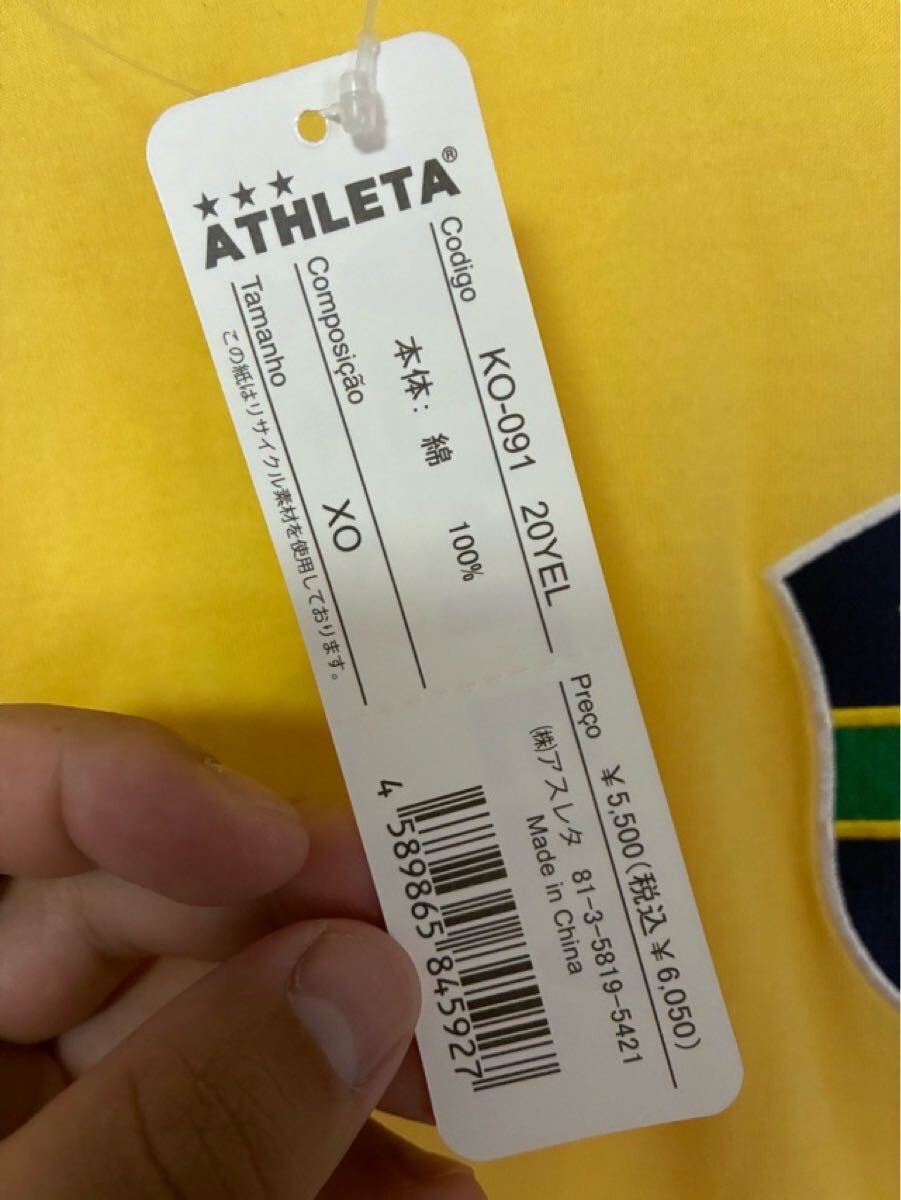 ★★★
ATHLETA®
Codigo
KO-091 20YEL
Composição
本体: 綿 100%
Tamanho
XO
この紙はリサイクル素材を使用しております。
Preço
¥5,500(税込¥6,050)
(株)アスレタ 81-3-5819-5421
Made in China
4 589865 845927